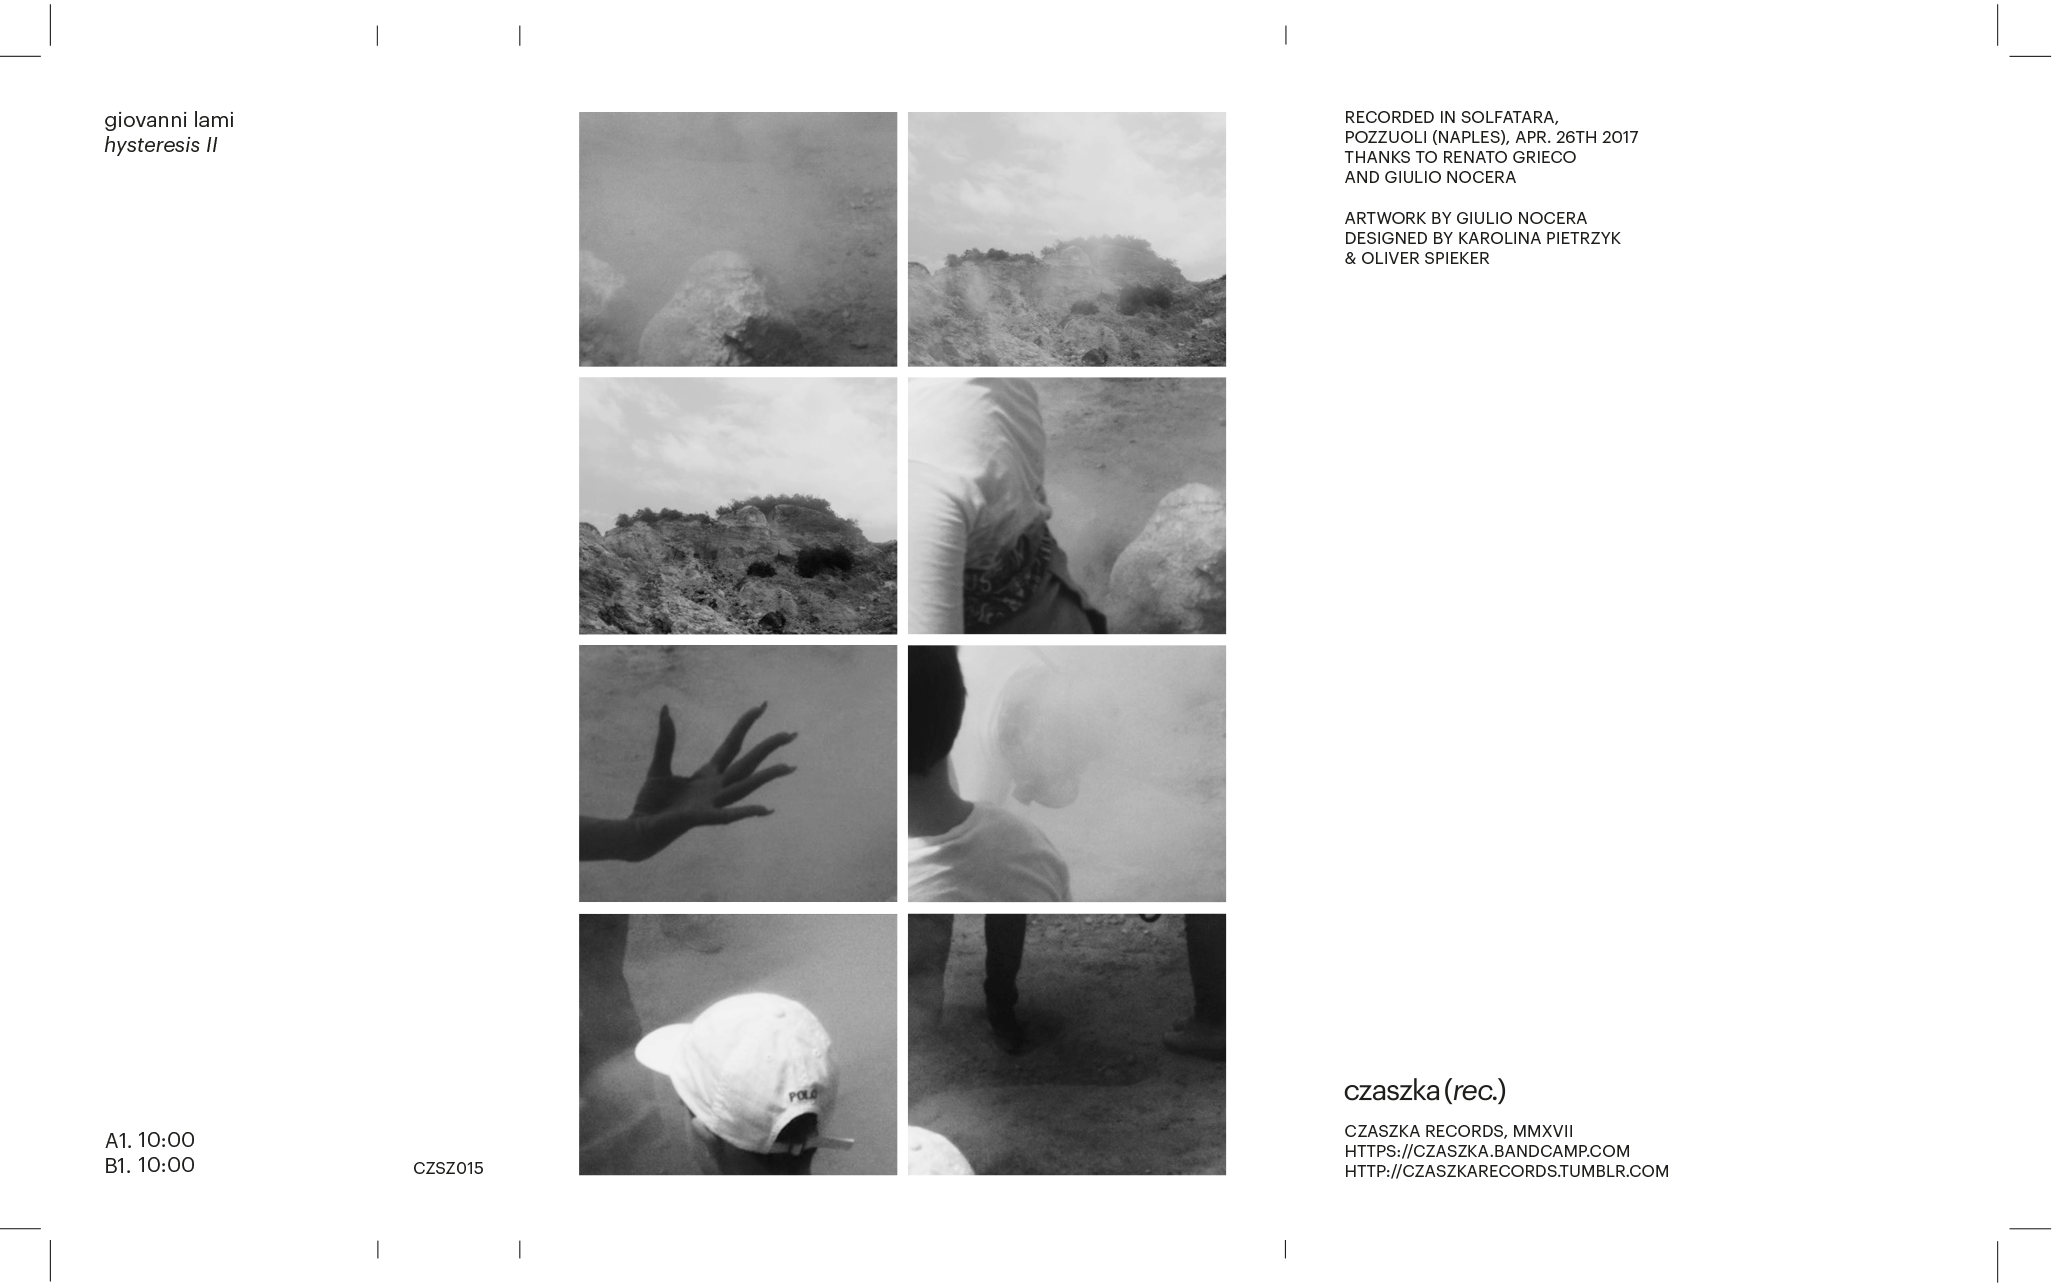 giovanni lami
hysteresis II
A1. 10:00
B1. 10:00
CZSZ015
POLO
RECORDED IN SOLFATARA,
POZZUOLI (NAPLES), APR. 26TH 2017
THANKS TO RENATO GRIECO
AND GIULIO NOCERA
ARTWORK BY GIULIO NOCERA
DESIGNED BY KAROLINA PIETRZYK
& OLIVER SPIEKER
czaszka (rec.)
CZASZKA RECORDS, MMXVII
HTTPS://CZASZKA.BANDCAMP.COM
HTTP://CZASZKARECORDS.TUMBLR.COM